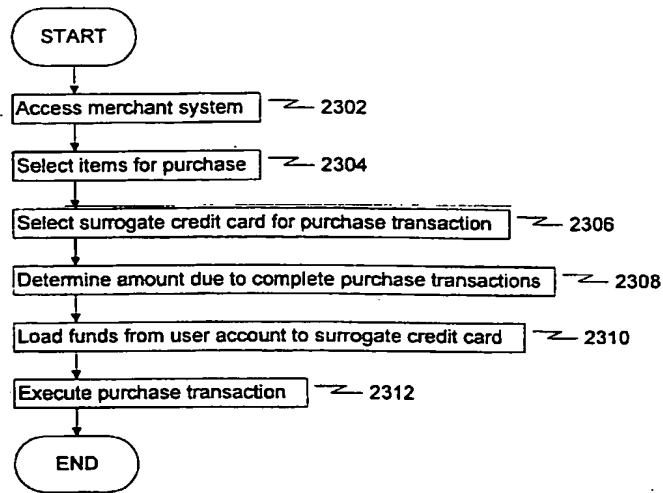 START
Access merchant system 2302
Select items for purchase 2304
Select surrogate credit card for purchase transaction 2306
Determine amount due to complete purchase transactions 2308
Load funds from user account to surrogate credit card 2310
Execute purchase transaction 2312
END